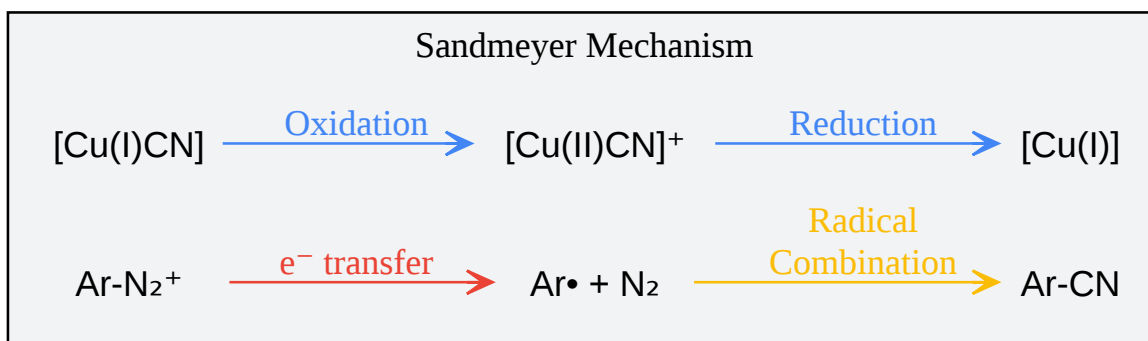 Sandmeyer Mechanism
Oxidation
Reduction
[Cu(I)CN]
[Cu(II)CN]⁺
[Cu(I)]
Radical
e⁻ transfer
Combination
Ar-N₂⁺
Ar• + N₂
Ar-CN